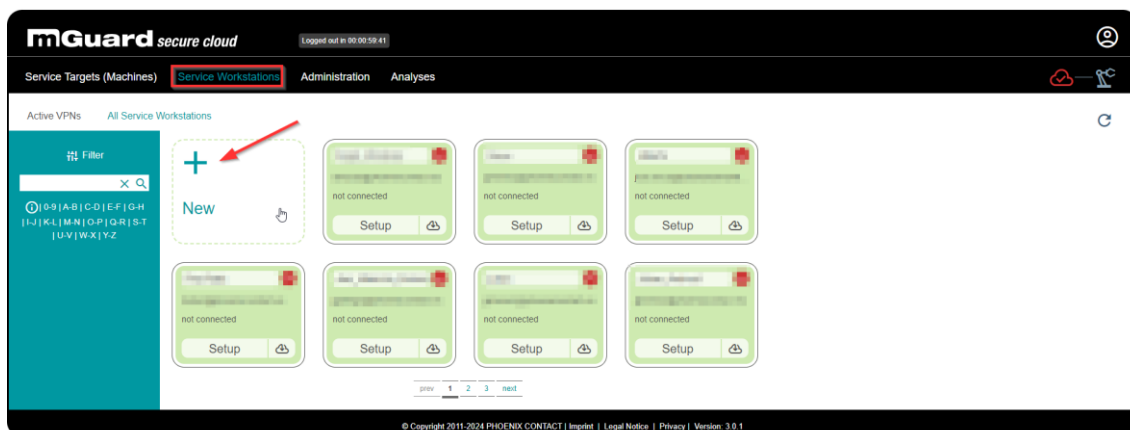 mGuard secure cloud
Logged out in 00:00:59:41
Service Targets (Machines) Service Workstations Administration Analyses
Active VPNs All Service Workstations
Filter
0-9 | A-B | C-D | E-F | G-H
| I-J | K-L | M-N | O-P | Q-R | S-T
| U-V | W-X | Y-Z
New
not connected
Setup
not connected
Setup
not connected
Setup
not connected
Setup
not connected
Setup
not connected
Setup
not connected
Setup
prev 1 2 3 next
© Copyright 2011-2024 PHOENIX CONTACT | Imprint | Legal Notice | Privacy | Version: 3.0.1